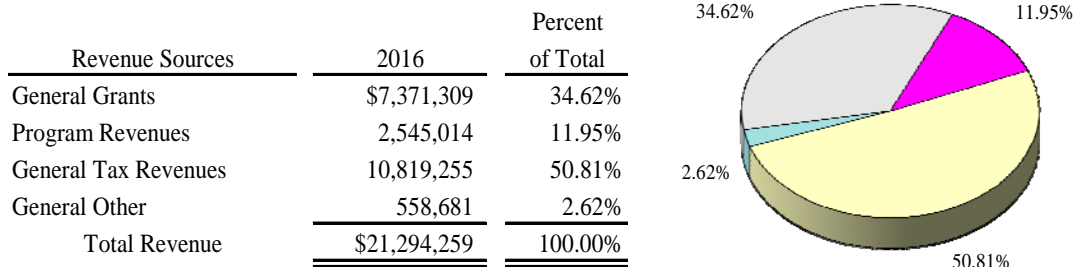 Percent
Revenue Sources 2016 of Total
General Grants $7,371,309 34.62%
Program Revenues 2,545,014 11.95%
General Tax Revenues 10,819,255 50.81%
General Other 558,681 2.62%
Total Revenue $21,294,259 100.00%
34.62% 11.95%
2.62%
50.81%